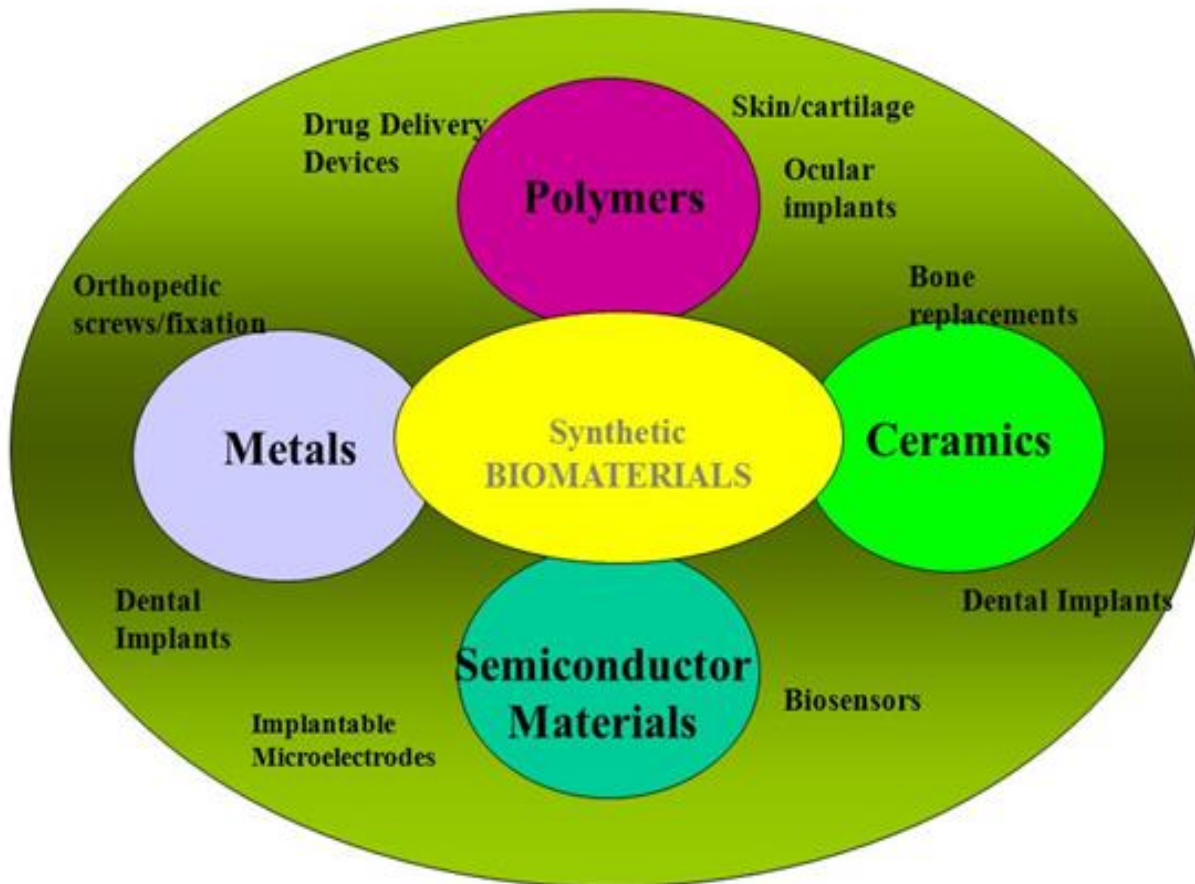 Drug Delivery
Devices
Skin/cartilage
Polymers
Ocular
implants
Orthopedic
screws/fixation
Bone
replacements
Metals
Synthetic
BIOMATERIALS
Ceramics
Dental
Implants
Dental Implants
Semiconductor
Materials
Implantable
Microelectrodes
Biosensors